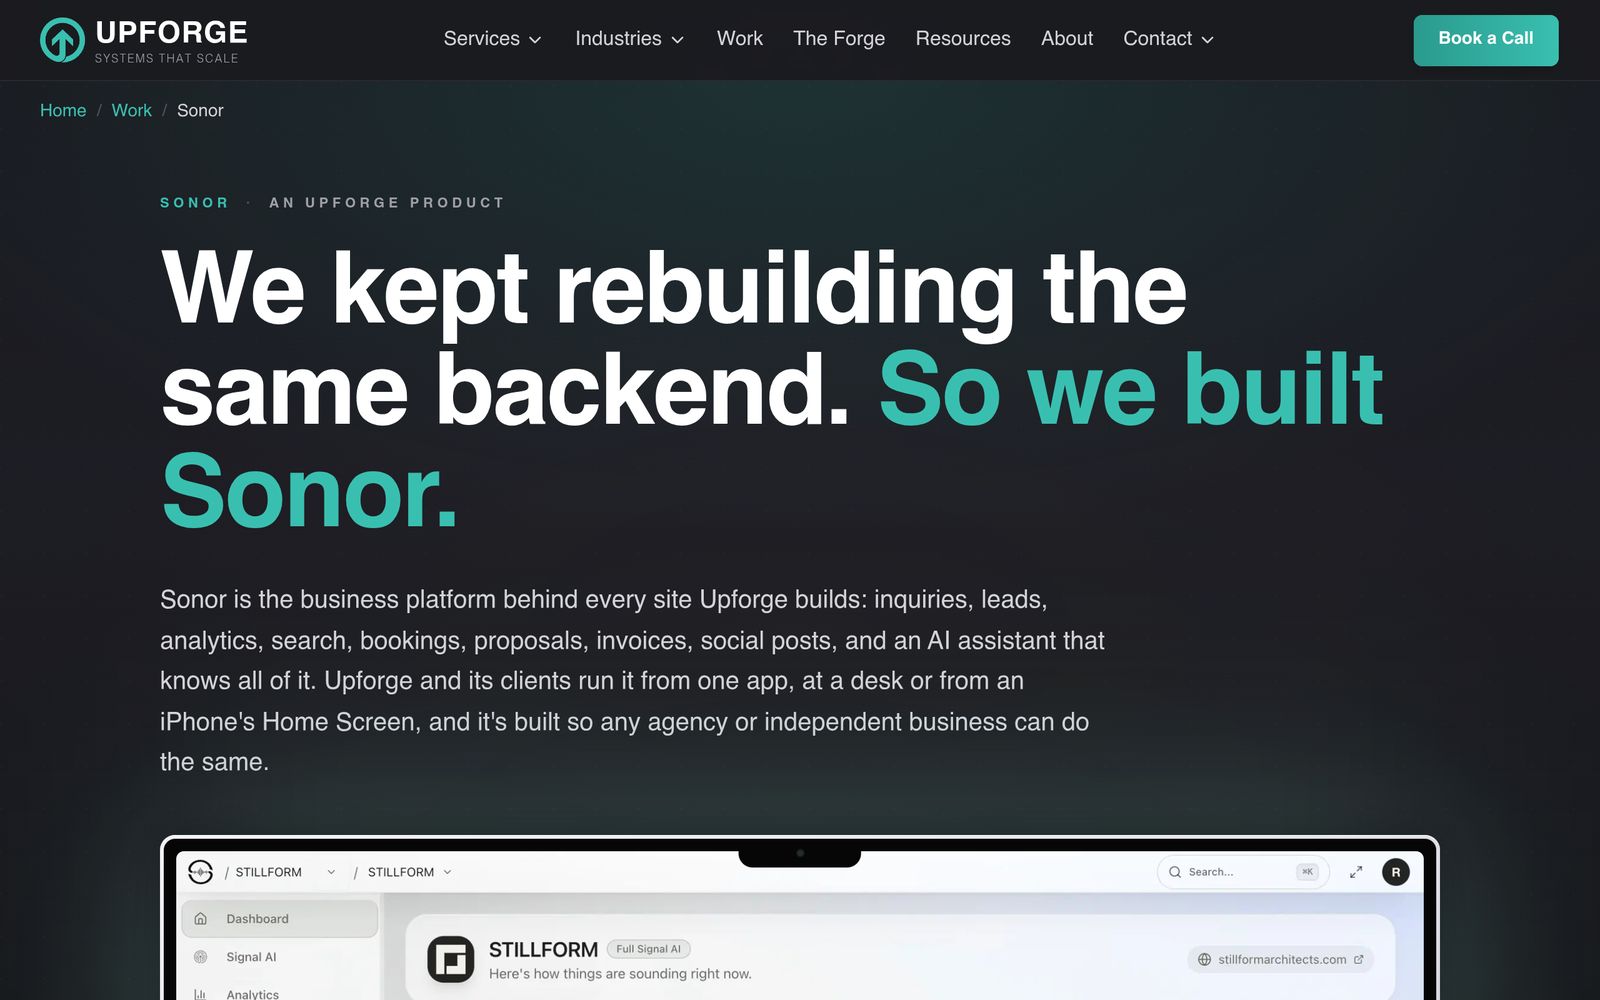 UPFORGE
SYSTEMS THAT SCALE
Services
Industries
Work
The Forge
Resources
About
Contact
Book a Call
Home / Work / Sonor
SONOR · AN UPFORGE PRODUCT
We kept rebuilding the
same backend. So we built
Sonor.
Sonor is the business platform behind every site Upforge builds: inquiries, leads,
analytics, search, bookings, proposals, invoices, social posts, and an AI assistant that
knows all of it. Upforge and its clients run it from one app, at a desk or from an
iPhone's Home Screen, and it's built so any agency or independent business can do
the same.
/ STILLFORM / STILLFORM
Search...
⌘K
R
Dashboard
Signal AI
Analytics
STILLFORM
Full Signal AI
Here's how things are sounding right now.
stillformarchitects.com